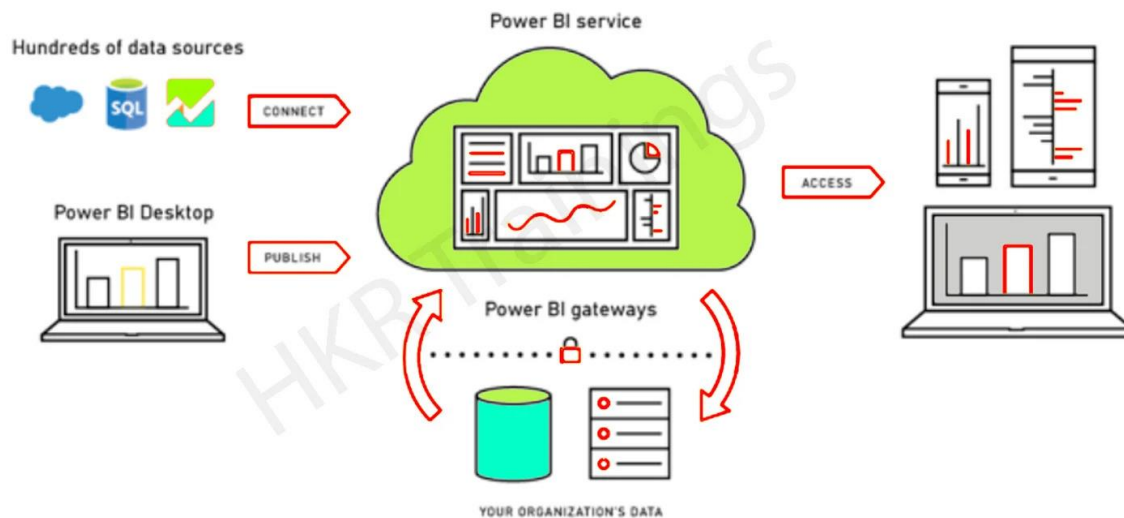 Power BI service
Hundreds of data sources
SQL
CONNECT
ACCESS
Power BI Desktop
PUBLISH
Power BI gateways
YOUR ORGANIZATION'S DATA
HKR Trainings